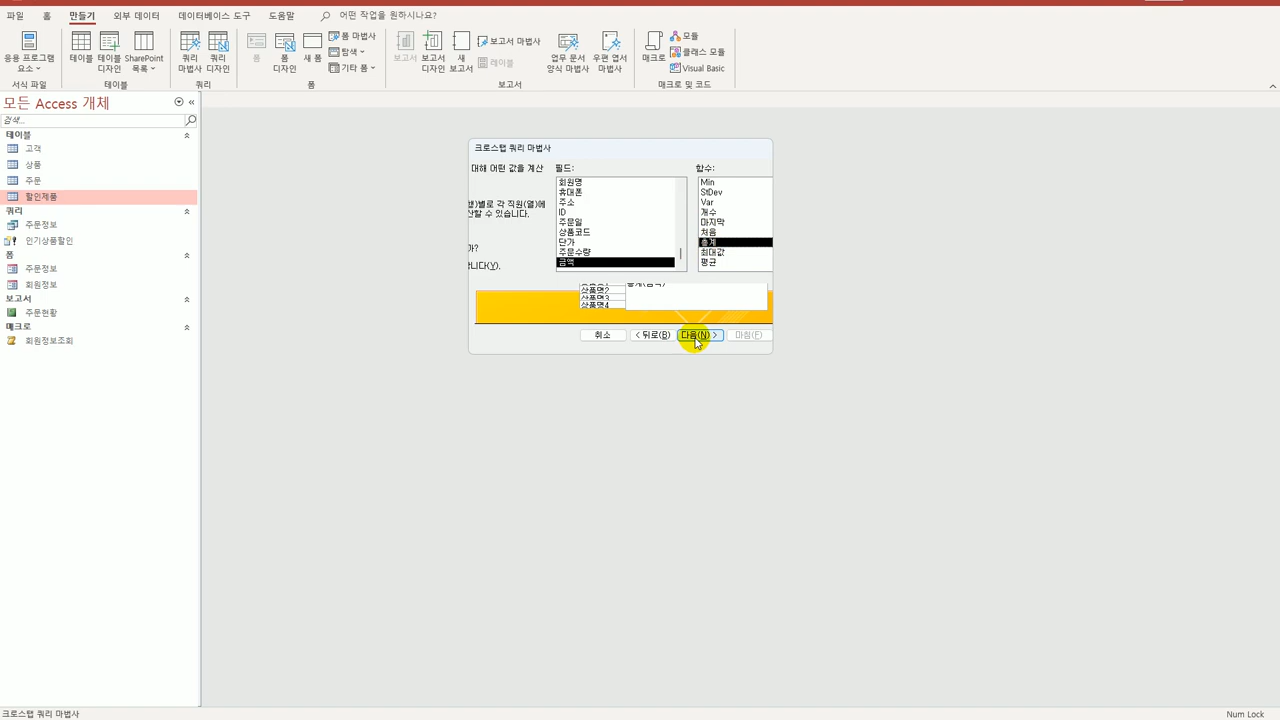 파일 홈 만들기 외부 데이터 데이터베이스 도구 도움말 어떤 작업을 원하시나요?
응용 프로그램 요소
테이블
테이블 디자인
SharePoint 목록
쿼리 마법사
쿼리 디자인
폼
폼 디자인
새 폼
폼 마법사
탐색
기타 폼
보고서
보고서 디자인
새 보고서
보고서 마법사
레이블
업무 문서 양식 마법사
우편 엽서 마법사
매크로
모듈
클래스 모듈
Visual Basic
서식 파일 테이블 쿼리 폼 보고서 매크로 및 코드
모든 Access 개체
검색...
테이블
고객
상품
주문
할인제품
쿼리
주문정보
인기상품할인
폼
주문정보
회원정보
보고서
주문현황
매크로
회원정보조회
크로스탭 쿼리 마법사
대해 어떤 값을 계산
별로 각 직원(열)에
산할 수 있습니다.
까?
니다(Y).
필드:
회원명
휴대폰
주소
ID
주문일
상품코드
단가
주문수량
금액
함수:
Min
StDev
Var
개수
마지막
처음
총계
최대값
평균
총계(금액)
상품명2
상품명3
상품명4
취소 < 뒤로(B) 다음(N) > 마침(F)
크로스탭 쿼리 마법사 Num Lock